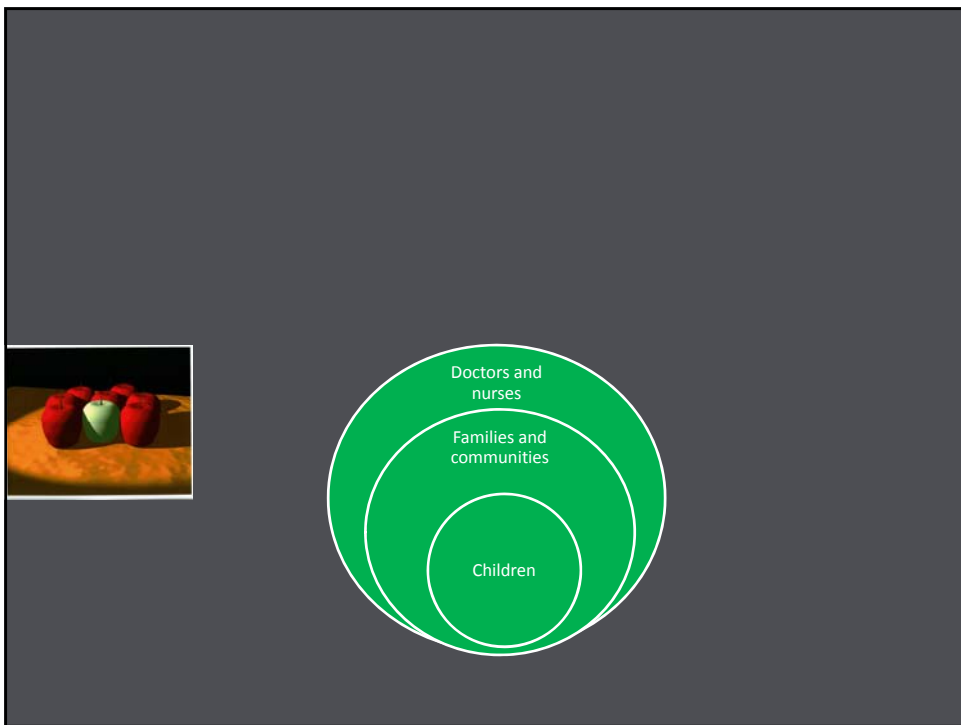 Doctors and
nurses
Families and
communities
Children